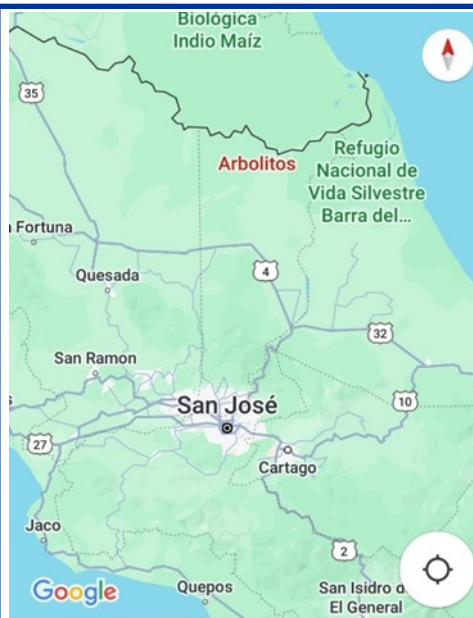 Biológica
Indio Maíz
35
Arbolitos
Refugio
Nacional de
Vida Silvestre
Barra del...
Fortuna
4
Quesada
32
San Ramon
10
San José
27
Cartago
Jaco
2
Google
Quepos
San Isidro d
El General